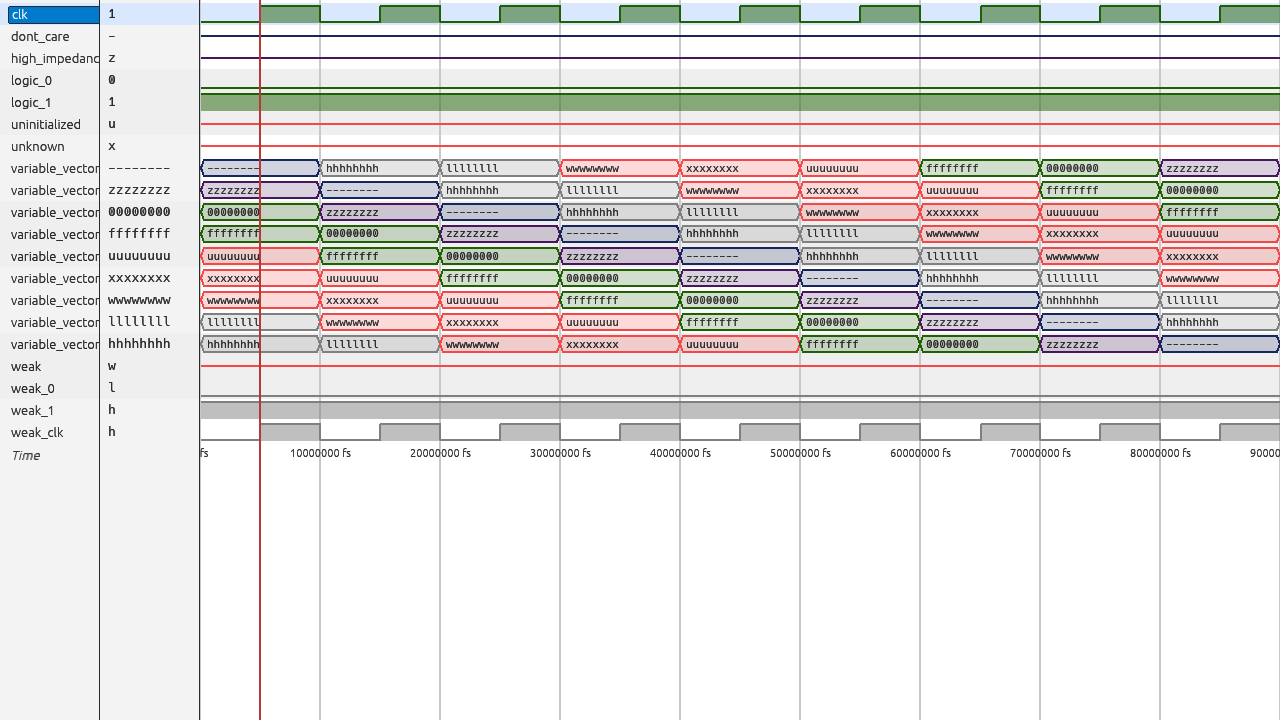 clk 1
dont_care -
high_impedanc z
logic_0 0
logic_1 1
uninitialized u
unknown x
variable_vector -------- -------- hhhhhhhh llllllll wwwwwwww xxxxxxxx uuuuuuuu ffffffff 00000000 zzzzzzzz
variable_vector zzzzzzzz zzzzzzzz -------- hhhhhhhh llllllll wwwwwwww xxxxxxxx uuuuuuuu ffffffff 00000000
variable_vector 00000000 00000000 zzzzzzzz -------- hhhhhhhh llllllll wwwwwwww xxxxxxxx uuuuuuuu ffffffff
variable_vector ffffffff ffffffff 00000000 zzzzzzzz -------- hhhhhhhh llllllll wwwwwwww xxxxxxxx uuuuuuuu
variable_vector uuuuuuuu uuuuuuuu ffffffff 00000000 zzzzzzzz -------- hhhhhhhh llllllll wwwwwwww xxxxxxxx
variable_vector xxxxxxxx xxxxxxxx uuuuuuuu ffffffff 00000000 zzzzzzzz -------- hhhhhhhh llllllll wwwwwwww
variable_vector wwwwwwww wwwwwwww xxxxxxxx uuuuuuuu ffffffff 00000000 zzzzzzzz -------- hhhhhhhh llllllll
variable_vector llllllll llllllll wwwwwwww xxxxxxxx uuuuuuuu ffffffff 00000000 zzzzzzzz -------- hhhhhhhh
variable_vector hhhhhhhh hhhhhhhh llllllll wwwwwwww xxxxxxxx uuuuuuuu ffffffff 00000000 zzzzzzzz --------
weak w
weak_0 l
weak_1 h
weak_clk h
Time fs 10000000 fs 20000000 fs 30000000 fs 40000000 fs 50000000 fs 60000000 fs 70000000 fs 80000000 fs 90000